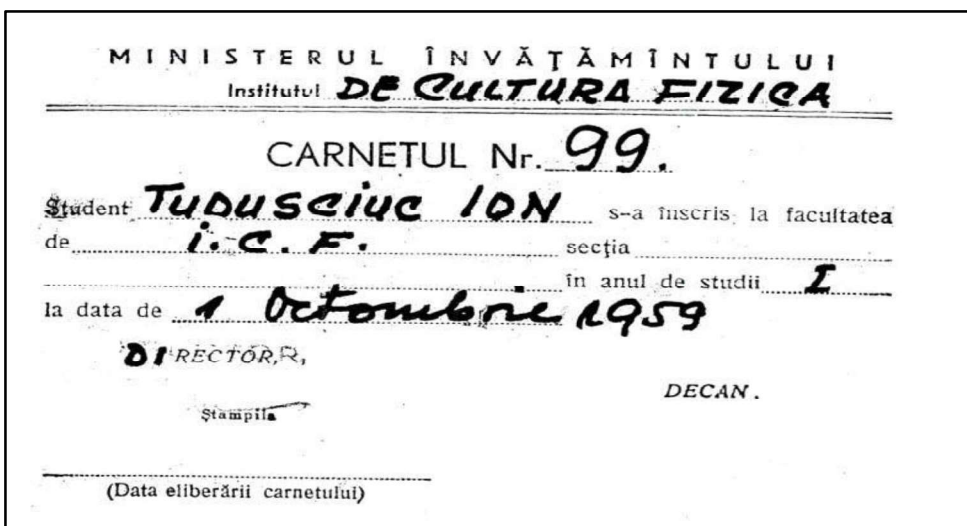 MINISTERUL ÎNVĂŢĂMÎNTULUI
Institutul DE CULTURA FIZICA
CARNETUL Nr. 99.
Student TUDUSCIUC ION s-a înscris la facultatea
de I.C.F. secţia
în anul de studii I
la data de 1 Octombrie 1959
DIRECTOR,R,
DECAN.
Ştampila
(Data eliberării carnetului)